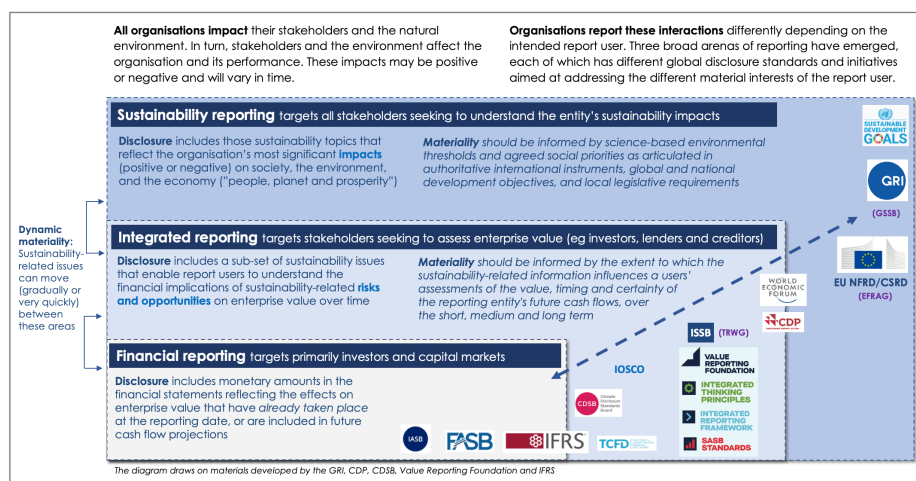 All organisations impact their stakeholders and the natural
environment. In turn, stakeholders and the environment affect the
organisation and its performance. These impacts may be positive
or negative and will vary in time.
Organisations report these interactions differently depending on the
intended report user. Three broad arenas of reporting have emerged,
each of which has different global disclosure standards and initiatives
aimed at addressing the different material interests of the report user.
Sustainability reporting targets all stakeholders seeking to understand the entity's sustainability impacts
Disclosure includes those sustainability topics that
reflect the organisation's most significant impacts
(positive or negative) on society, the environment,
and the economy ("people, planet and prosperity")
Materiality should be informed by science-based environmental
thresholds and agreed social priorities as articulated in
authoritative international instruments, global and national
development objectives, and local legislative requirements
SUSTAINABLE
DEVELOPMENT
GOALS
GRI
(GSSB)
Dynamic
materiality:
Sustainability-
related issues
can move
(gradually or
very quickly)
between
these areas
Integrated reporting targets stakeholders seeking to assess enterprise value (eg investors, lenders and creditors)
Disclosure includes a sub-set of sustainability issues
that enable report users to understand the
financial implications of sustainability-related risks
and opportunities on enterprise value over time
Materiality should be informed by the extent to which the
sustainability-related information influences a users'
assessments of the value, timing and certainty of
the reporting entity's future cash flows, over
the short, medium and long term
WORLD
ECONOMIC
FORUM
EU NFRD/CSRD
(EFRAG)
CDP
ISSB (TRWG)
Financial reporting targets primarily investors and capital markets
Disclosure includes monetary amounts in the
financial statements reflecting the effects on
enterprise value that have already taken place
at the reporting date, or are included in future
cash flow projections
IOSCO
CDSB
Climate
Disclosure
Standards
Board
VALUE
REPORTING
FOUNDATION
INTEGRATED
THINKING
PRINCIPLES
INTEGRATED
REPORTING
FRAMEWORK
SASB
STANDARDS
IASB
FASB
IFRS
TCFD
The diagram draws on materials developed by the GRI, CDP, CDSB, Value Reporting Foundation and IFRS